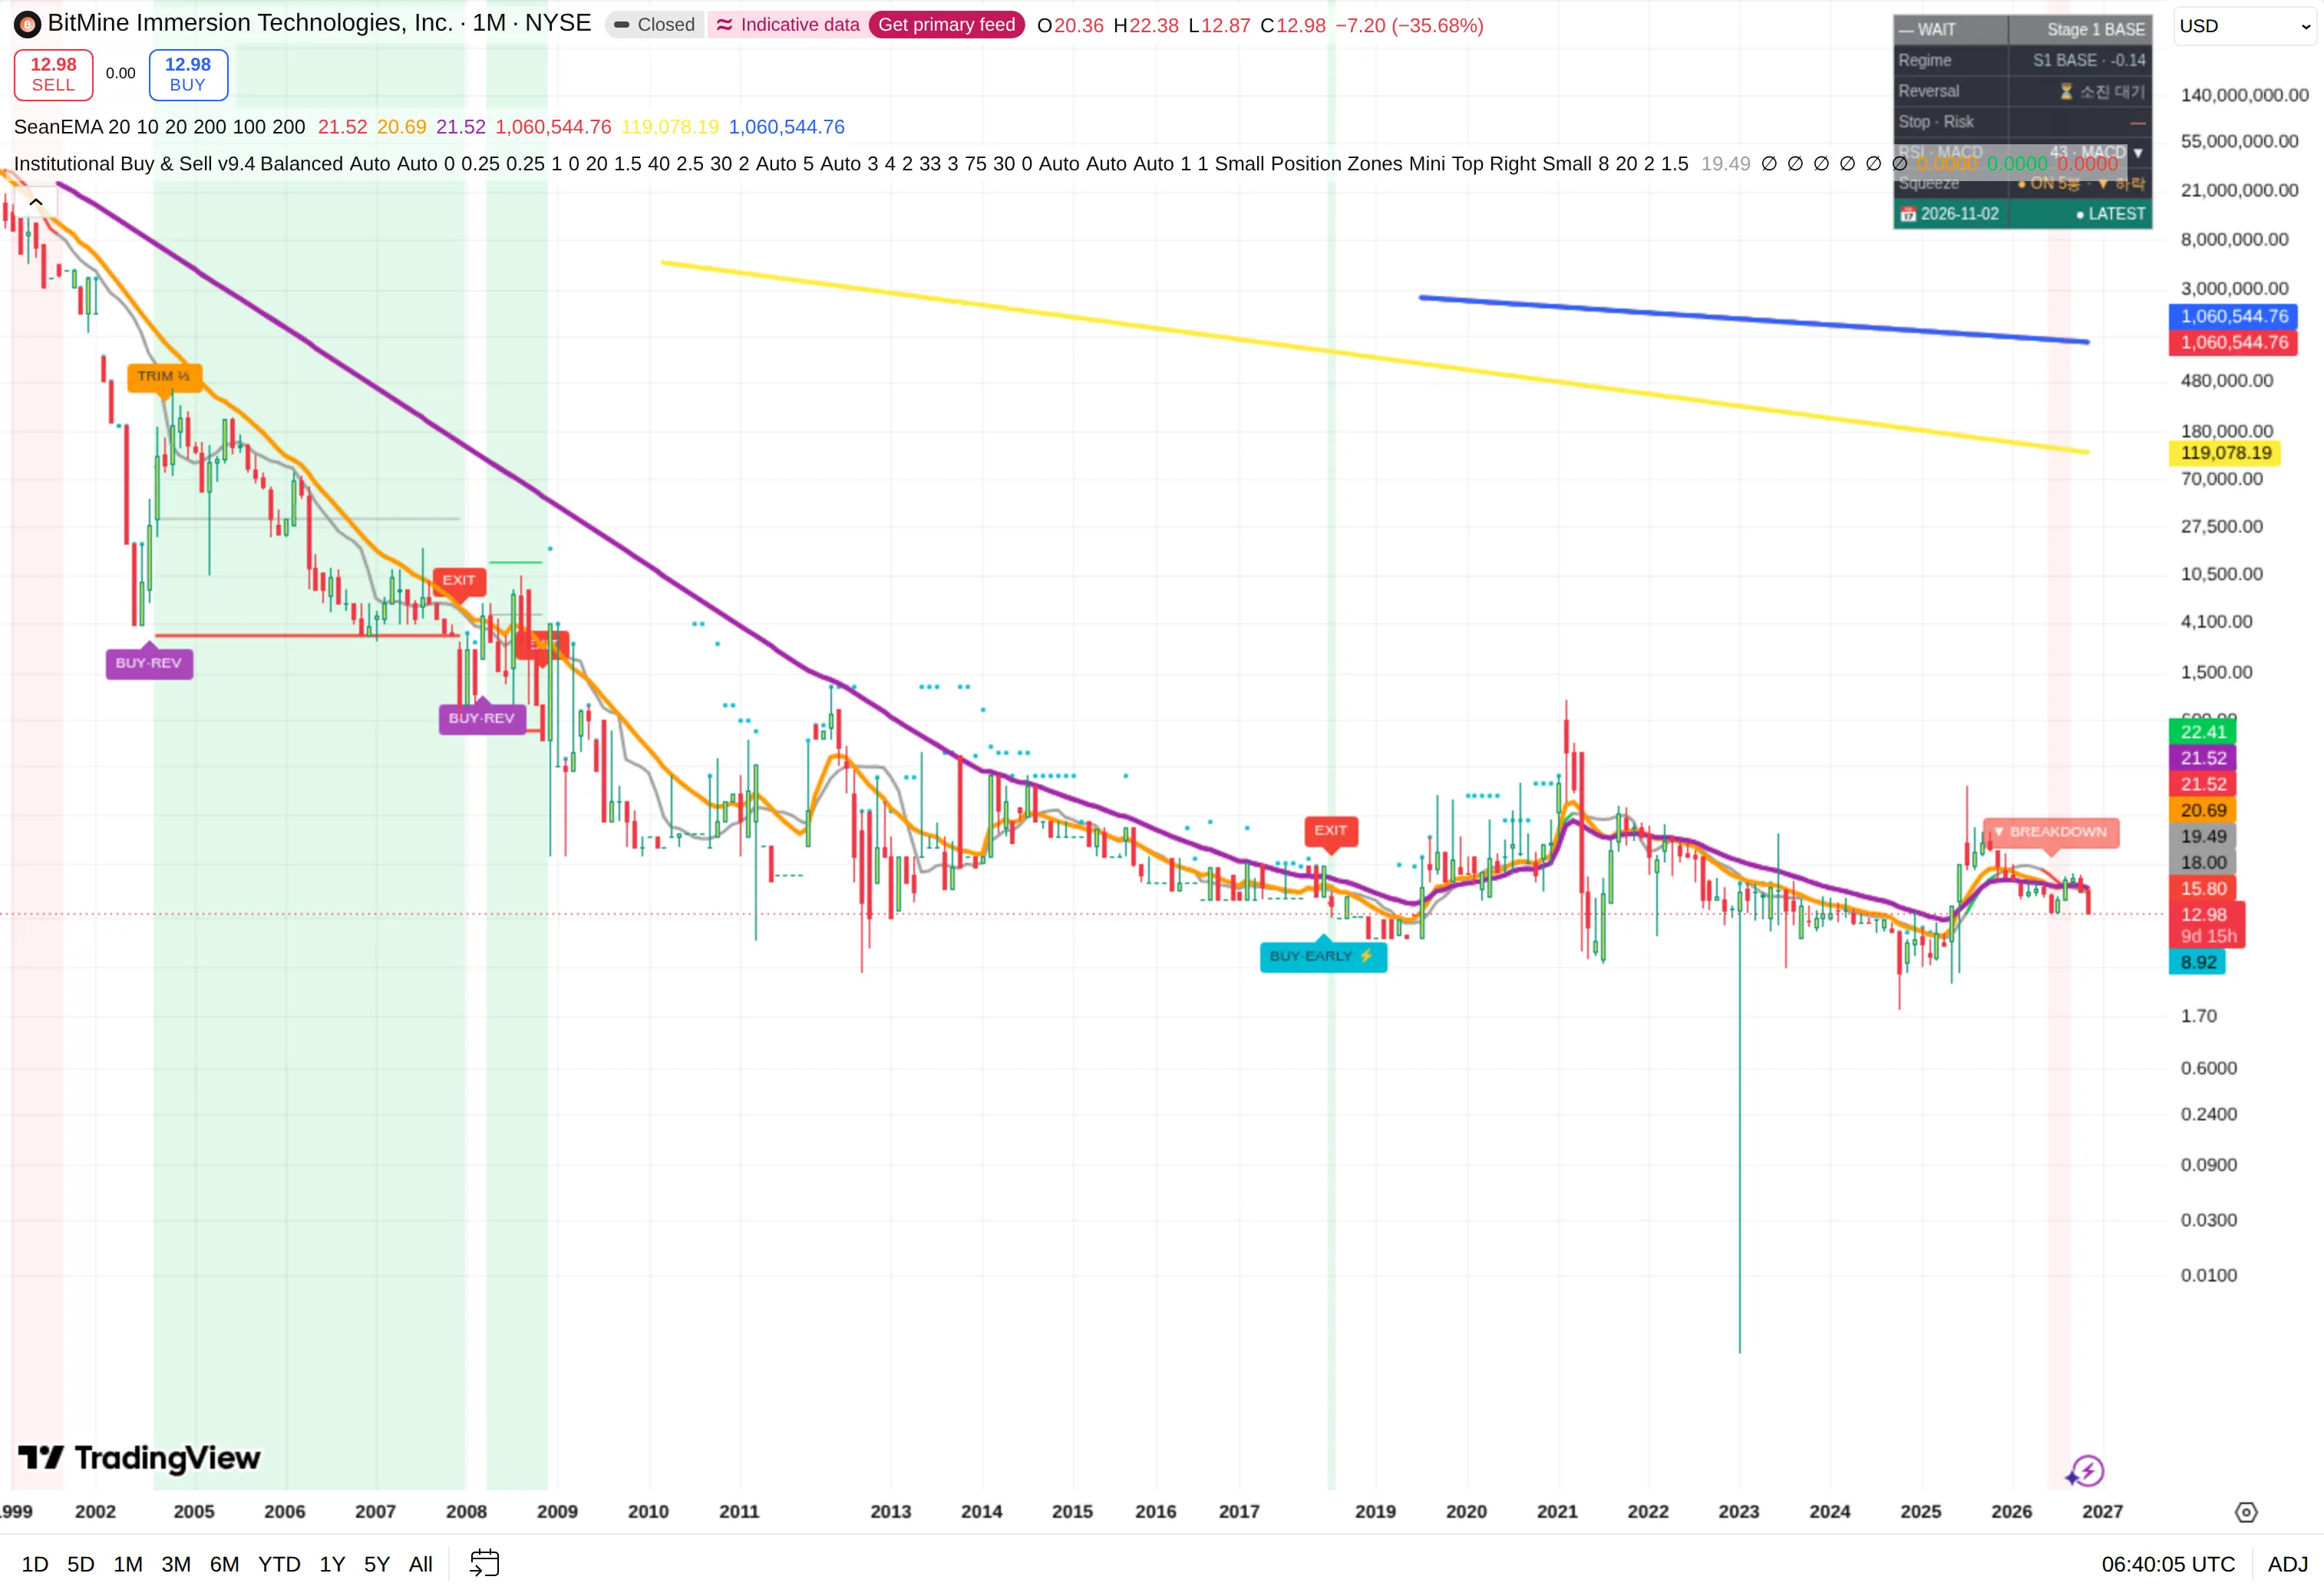 BitMine Immersion Technologies, Inc. · 1M · NYSE Closed Indicative data Get primary feed O20.36 H22.38 L12.87 C12.98 −7.20 (−35.68%)
12.98 SELL
0.00
12.98 BUY
SeanEMA 20 10 20 200 100 200 21.52 20.69 21.52 1,060,544.76 119,078.19 1,060,544.76
Institutional Buy & Sell v9.4 Balanced Auto Auto 0 0.25 0.25 1 0 20 1.5 40 2.5 30 2 Auto 5 Auto 3 4 2 33 3 75 30 0 Auto Auto Auto 1 1 Small Position Zones Mini Top Right Small 8 20 2 1.5 19.49 ∅ ∅ ∅ ∅ ∅ ∅ 0.0000 0.0000 0.0000
— WAIT Stage 1 BASE
Regime S1 BASE · -0.14
Reversal ⏳ 소진 대기
Stop · Risk —
RSI · MACD 43 · MACD ▼
Squeeze ● ON 5봉 · ▼ 하락
📅 2026-11-02 ● LATEST
USD
140,000,000.00
55,000,000.00
21,000,000.00
8,000,000.00
3,000,000.00
1,060,544.76
1,060,544.76
480,000.00
180,000.00
119,078.19
70,000.00
27,500.00
10,500.00
4,100.00
1,500.00
22.41
21.52
21.52
20.69
19.49
18.00
15.80
12.98
9d 15h
8.92
1.70
0.6000
0.2400
0.0900
0.0300
0.0100
TRIM ½
BUY-REV
EXIT
EXIT
BUY-REV
EXIT
BUY-EARLY ⚡
▼ BREAKDOWN
TradingView
1999 2002 2005 2006 2007 2008 2009 2010 2011 2013 2014 2015 2016 2017 2019 2020 2021 2022 2023 2024 2025 2026 2027
1D 5D 1M 3M 6M YTD 1Y 5Y All
06:40:05 UTC ADJ